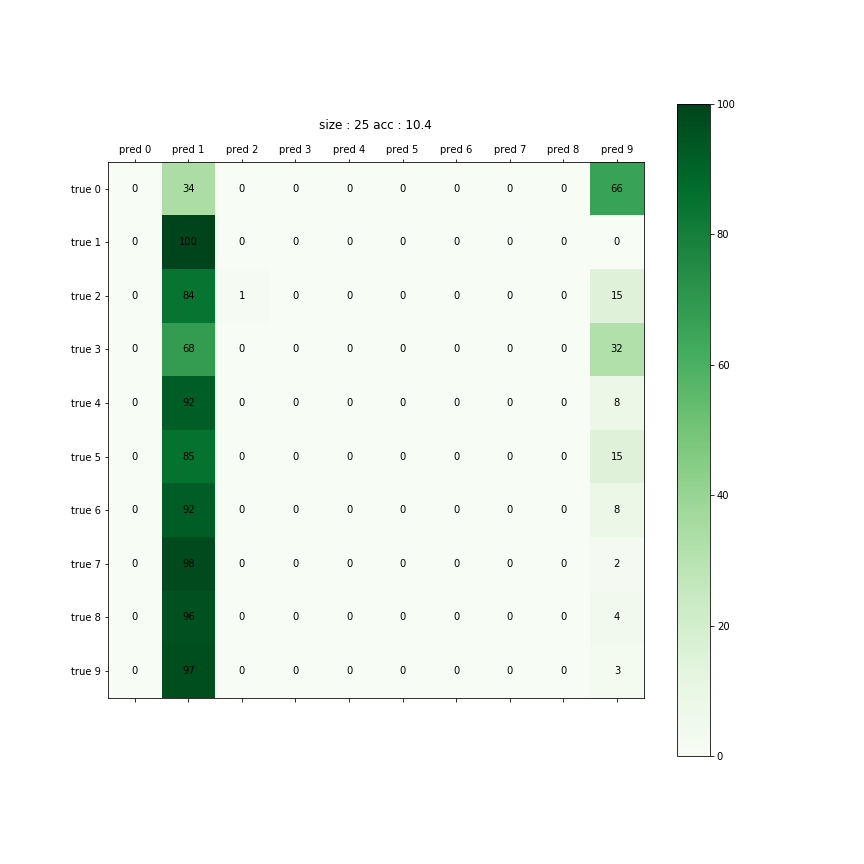 size : 25 acc : 10.4
pred 0 pred 1 pred 2 pred 3 pred 4 pred 5 pred 6 pred 7 pred 8 pred 9
true 0 0 34 0 0 0 0 0 0 0 66
true 1 0 100 0 0 0 0 0 0 0 0
true 2 0 84 1 0 0 0 0 0 0 15
true 3 0 68 0 0 0 0 0 0 0 32
true 4 0 92 0 0 0 0 0 0 0 8
true 5 0 85 0 0 0 0 0 0 0 15
true 6 0 92 0 0 0 0 0 0 0 8
true 7 0 98 0 0 0 0 0 0 0 2
true 8 0 96 0 0 0 0 0 0 0 4
true 9 0 97 0 0 0 0 0 0 0 3
100
80
60
40
20
0